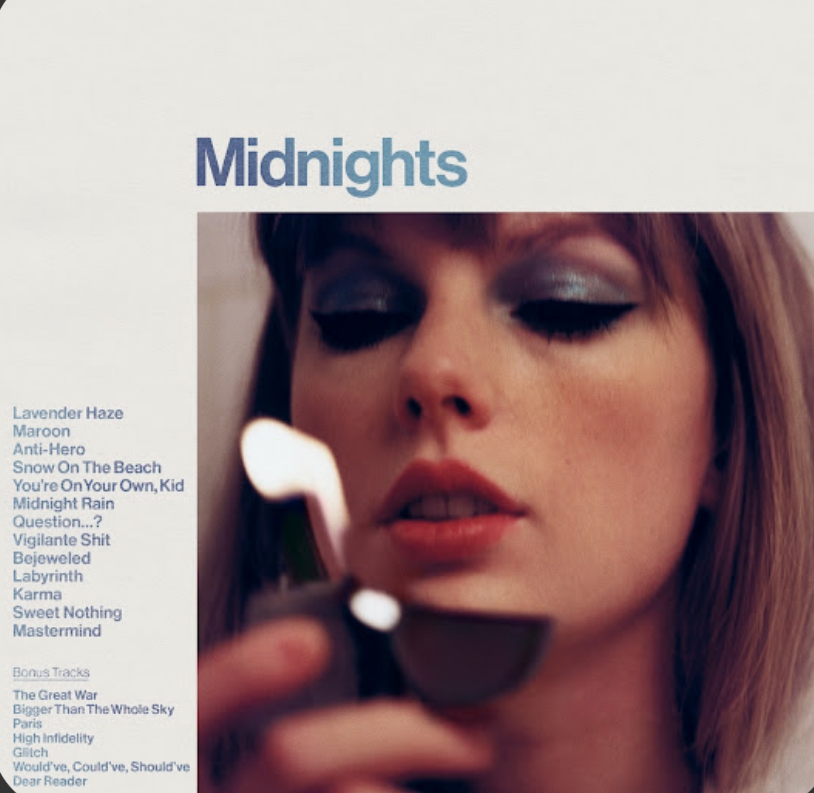 Midnights
Lavender Haze
Maroon
Anti-Hero
Snow On The Beach
You're On Your Own, Kid
Midnight Rain
Question...?
Vigilante Shit
Bejeweled
Labyrinth
Karma
Sweet Nothing
Mastermind
Bonus Tracks
The Great War
Bigger Than The Whole Sky
Paris
High Infidelity
Glitch
Would've, Could've, Should've
Dear Reader